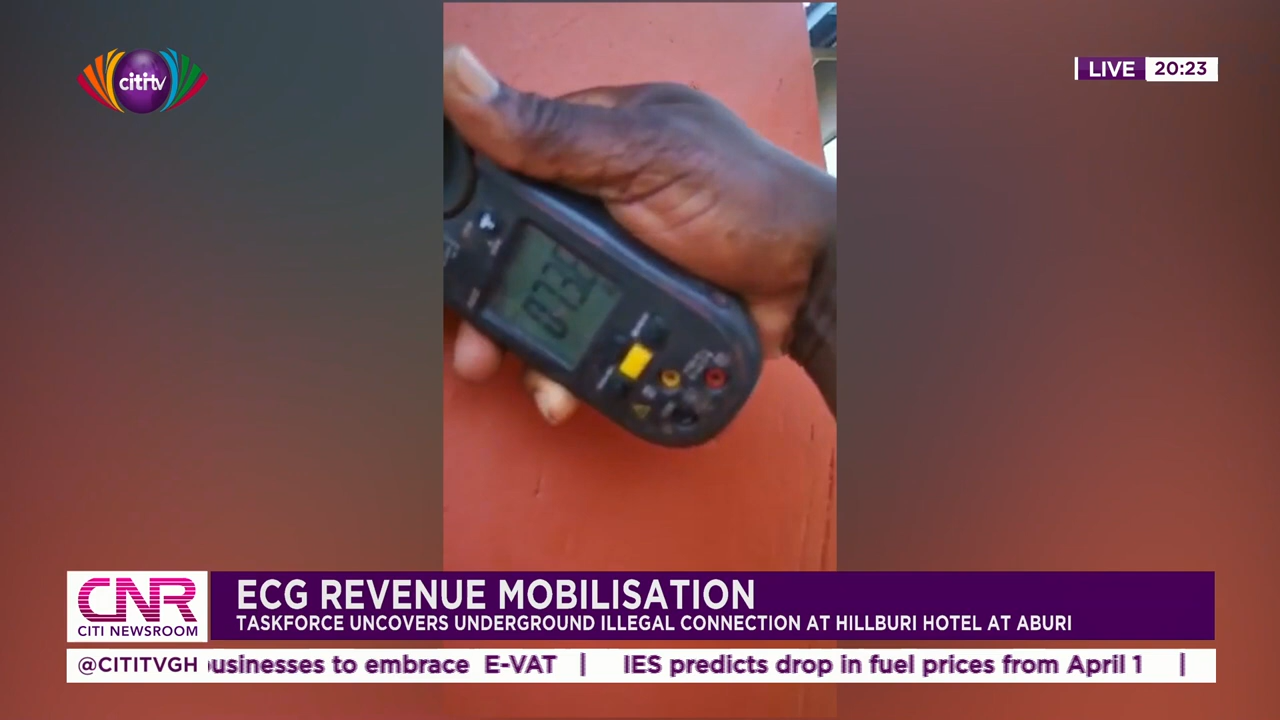 citi tv
LIVE 20:23
CNR
CITI NEWSROOM
ECG REVENUE MOBILISATION
TASKFORCE UNCOVERS UNDERGROUND ILLEGAL CONNECTION AT HILLBURI HOTEL AT ABURI
@CITITVGH usinesses to embrace E-VAT | IES predicts drop in fuel prices from April 1 |